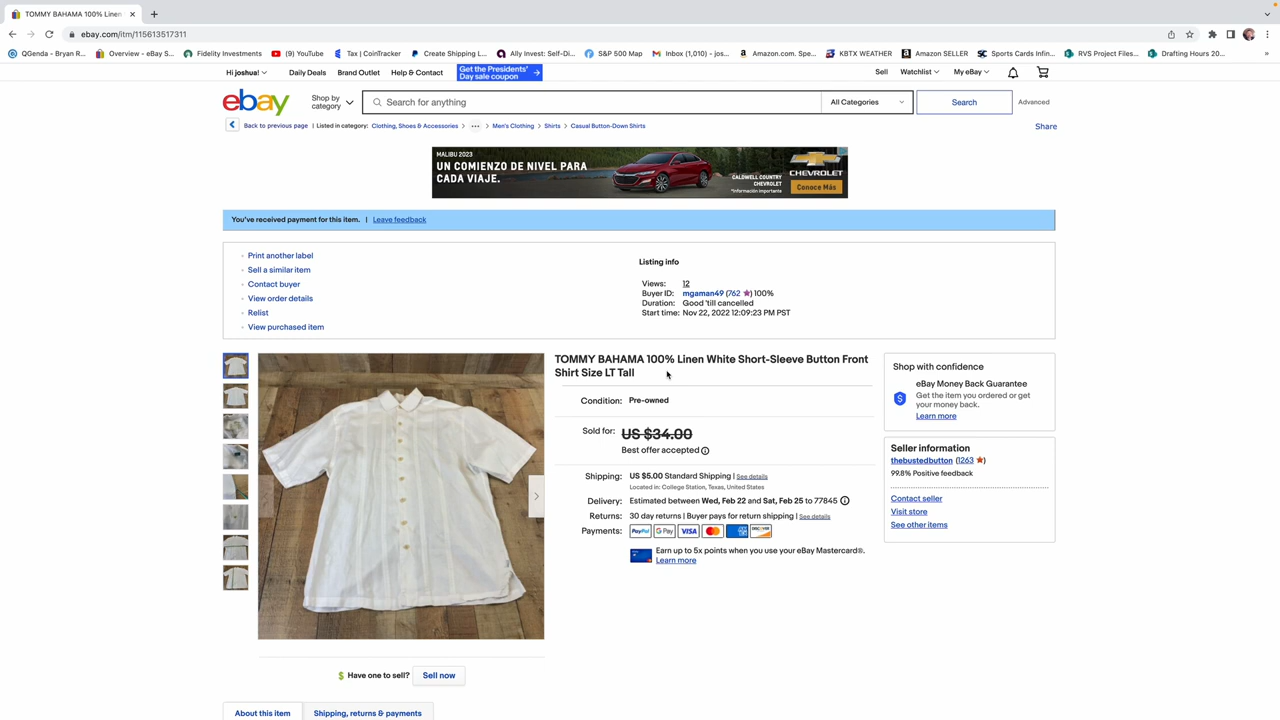 TOMMY BAHAMA 100% Linen
ebay.com/itm/115613517311
QGenda - Bryan R...
Overview - eBay S...
Fidelity Investments
(9) YouTube
Tax | CoinTracker
Create Shipping L...
Ally Invest: Self-Di...
S&P 500 Map
Inbox (1,010) - jos...
Amazon.com. Spe...
KBTX WEATHER
Amazon SELLER
Sports Cards Infin...
RVS Project Files...
Drafting Hours 20...
Hi joshua!
Daily Deals
Brand Outlet
Help & Contact
Get the Presidents'
Day sale coupon
Sell
Watchlist
My eBay
ebay
Shop by
category
Search for anything
All Categories
Search
Advanced
Back to previous page | Listed in category: Clothing, Shoes & Accessories > ... > Men's Clothing > Shirts > Casual Button-Down Shirts
Share
MALIBU 2023
UN COMIENZO DE NIVEL PARA
CADA VIAJE.
CALDWELL COUNTRY
CHEVROLET
*Información importante
CHEVROLET
Conoce Más
You've received payment for this item. | Leave feedback
Print another label
Sell a similar item
Contact buyer
View order details
Relist
View purchased item
Listing info
Views: 12
Buyer ID: mgaman49 (762 ) 100%
Duration: Good 'till cancelled
Start time: Nov 22, 2022 12:09:23 PM PST
TOMMY BAHAMA 100% Linen White Short-Sleeve Button Front
Shirt Size LT Tall
Condition: Pre-owned
Sold for: US $34.00
Best offer accepted
Shipping: US $5.00 Standard Shipping | See details
Located in: College Station, Texas, United States
Delivery: Estimated between Wed, Feb 22 and Sat, Feb 25 to 77845
Returns: 30 day returns | Buyer pays for return shipping | See details
Payments: PayPal G Pay VISA DISCOVER
Earn up to 5x points when you use your eBay Mastercard®.
Learn more
Shop with confidence
eBay Money Back Guarantee
Get the item you ordered or
get your money back.
Learn more
Seller information
thebustedbutton (1263 )
99.8% Positive feedback
Contact seller
Visit store
See other items
Have one to sell? Sell now
About this item
Shipping, returns & payments